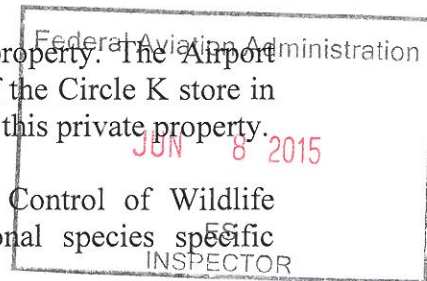 Federal Aviation Administration
property. The Airport
f the Circle K store in
this private property.
JUN 8 2015
Control of Wildlife
onal species specific
ES
INSPECTOR